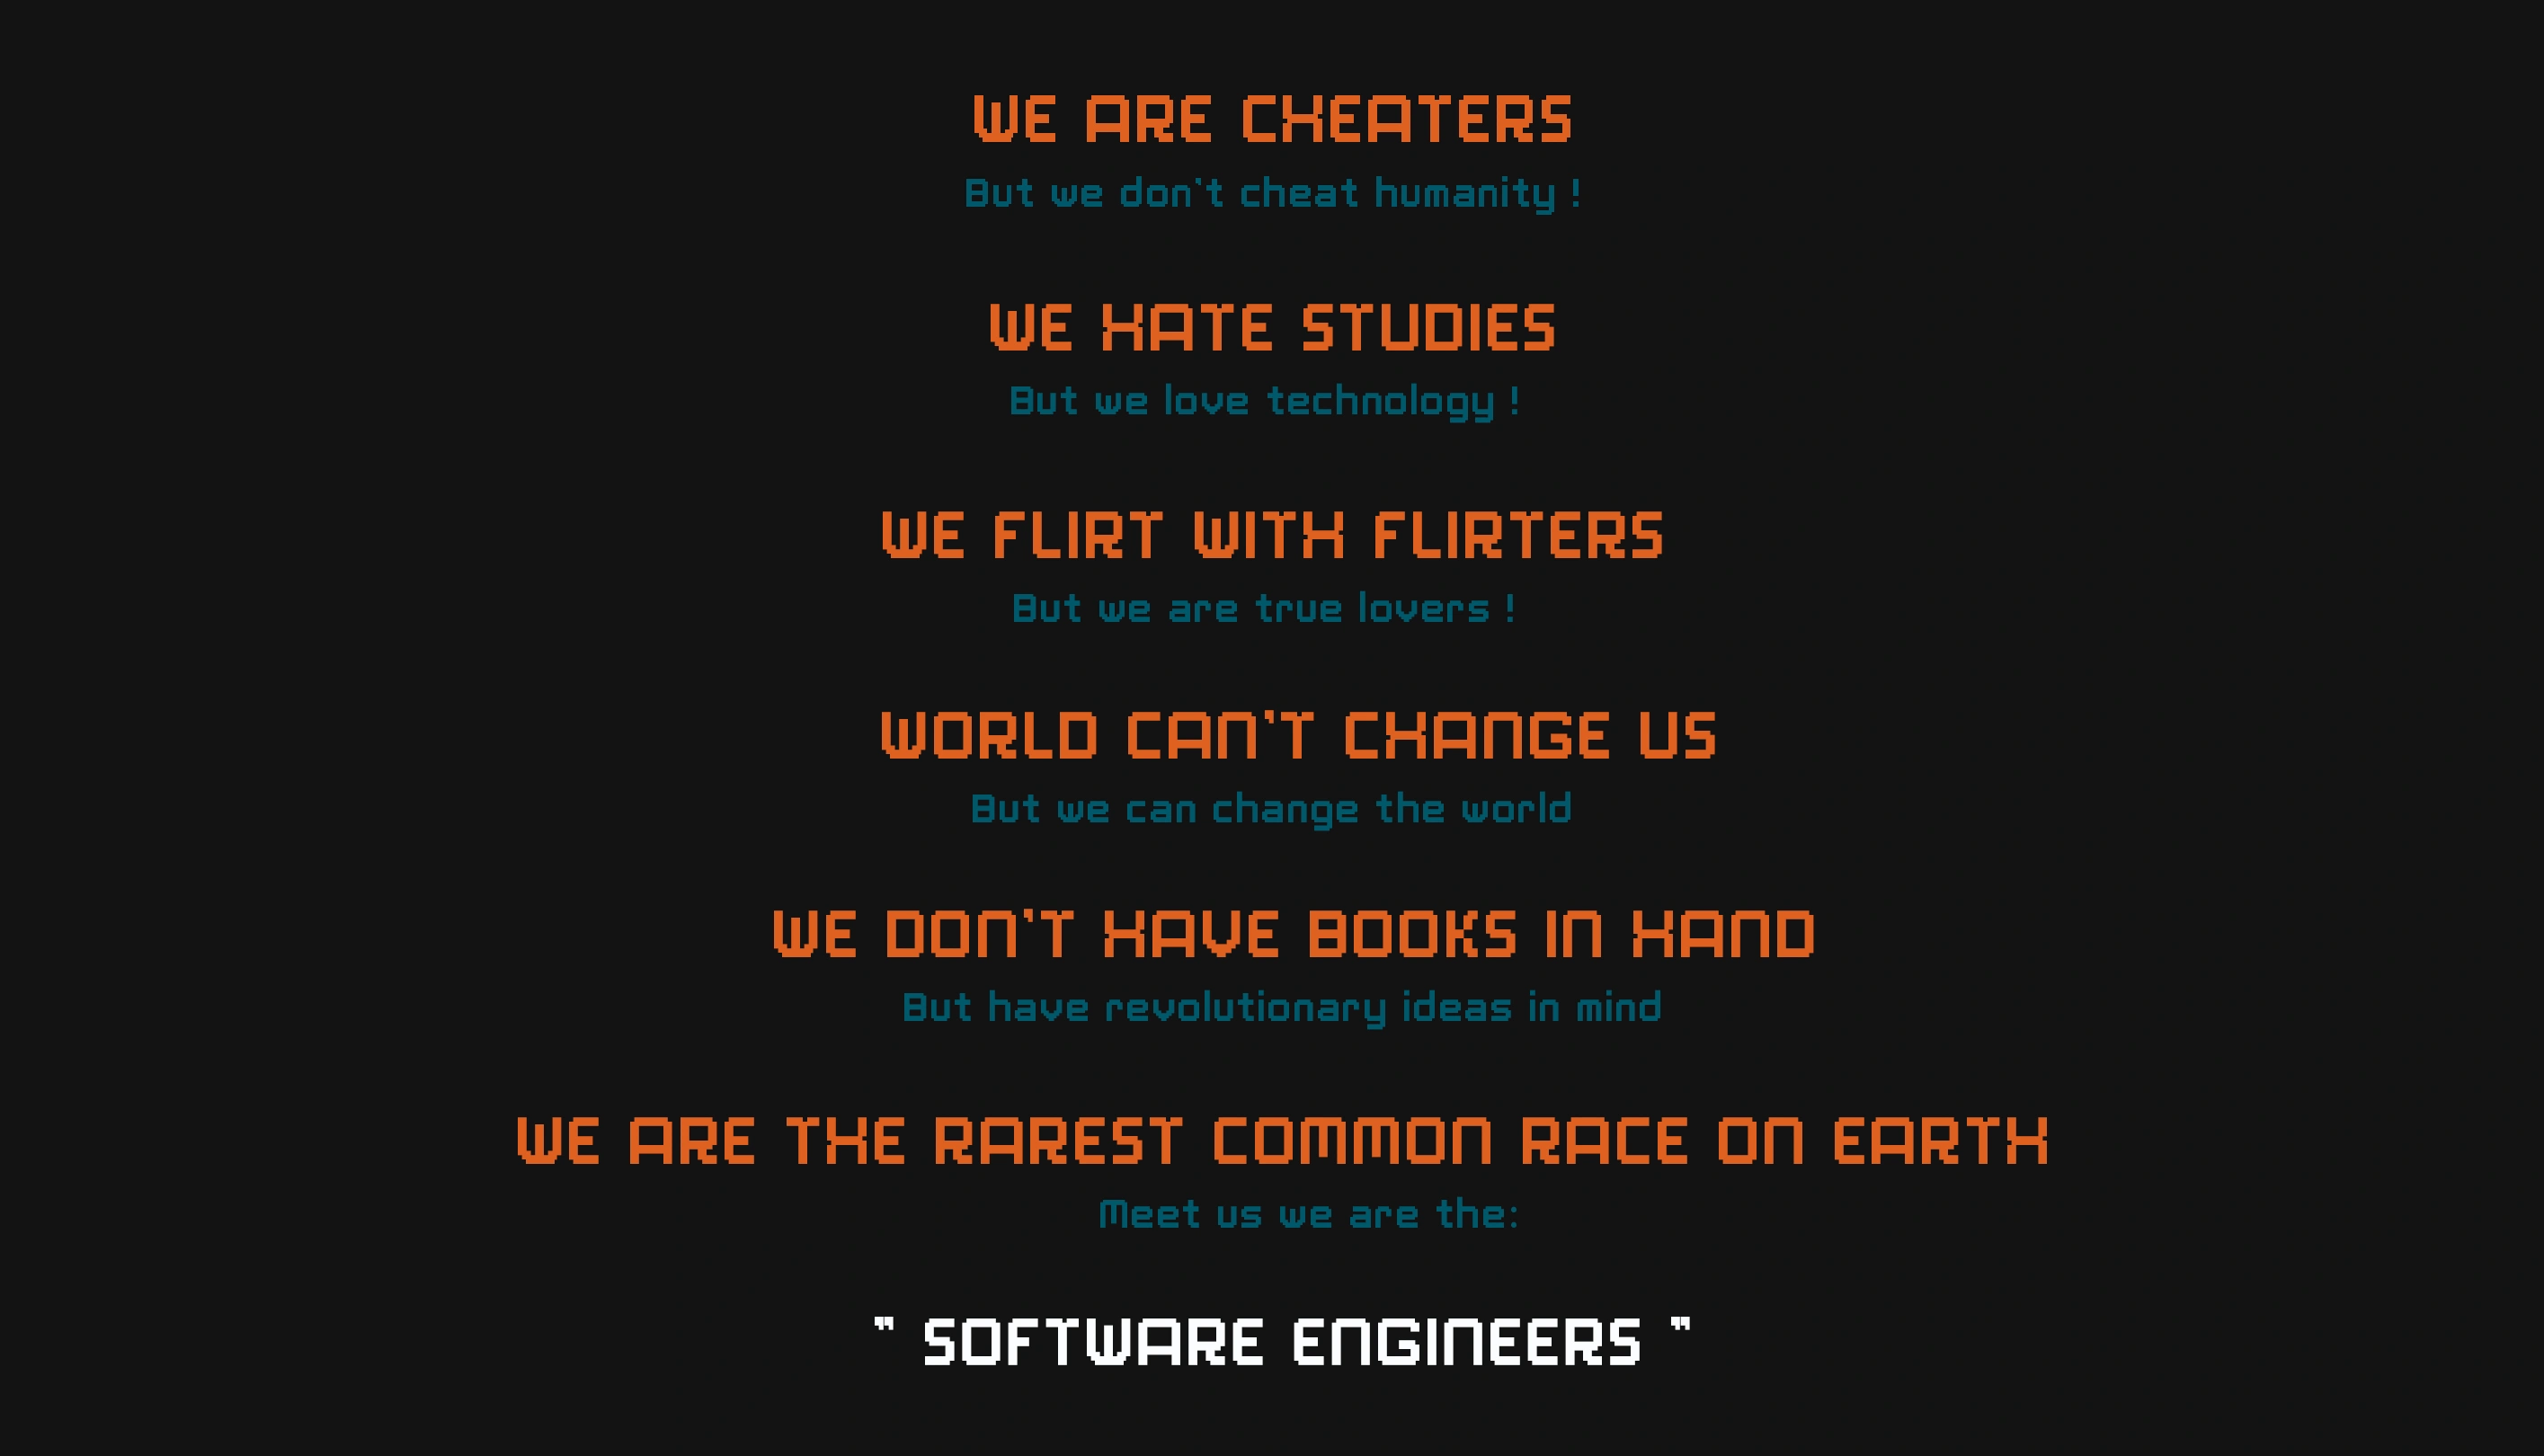 WE ARE CHEATERS
But we don't cheat humanity !
WE HATE STUDIES
But we love technology !
WE FLIRT WITH FLIRTERS
But we are true lovers !
WORLD CAN'T CHANGE US
But we can change the world
WE DON'T HAVE BOOKS IN HAND
But have revolutionary ideas in mind
WE ARE THE RAREST COMMON RACE ON EARTH
Meet us we are the:
" SOFTWARE ENGINEERS "